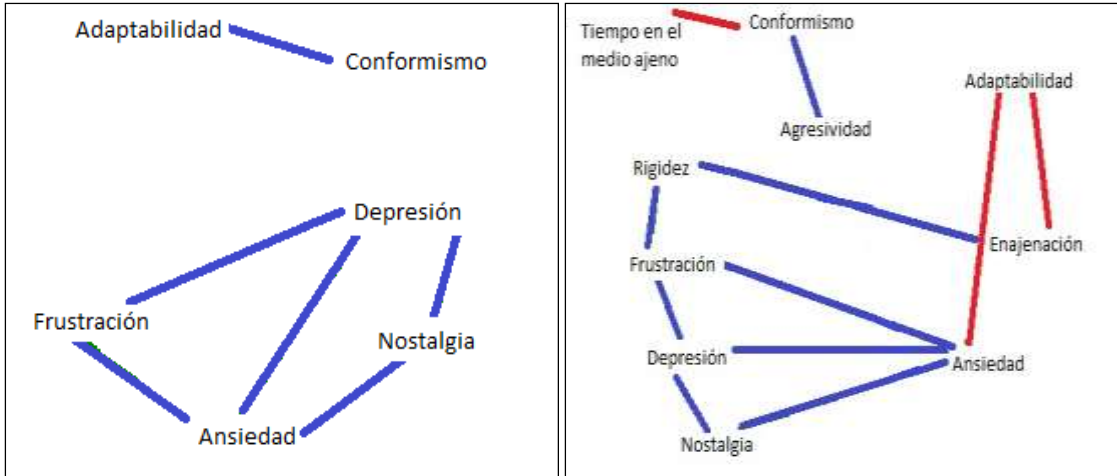 Adaptabilidad
Conformismo
Depresión
Frustración
Nostalgia
Ansiedad
Conformismo
Tiempo en el
medio ajeno
Adaptabilidad
Agresividad
Rigidez
Enajenación
Frustración
Depresión
Ansiedad
Nostalgia